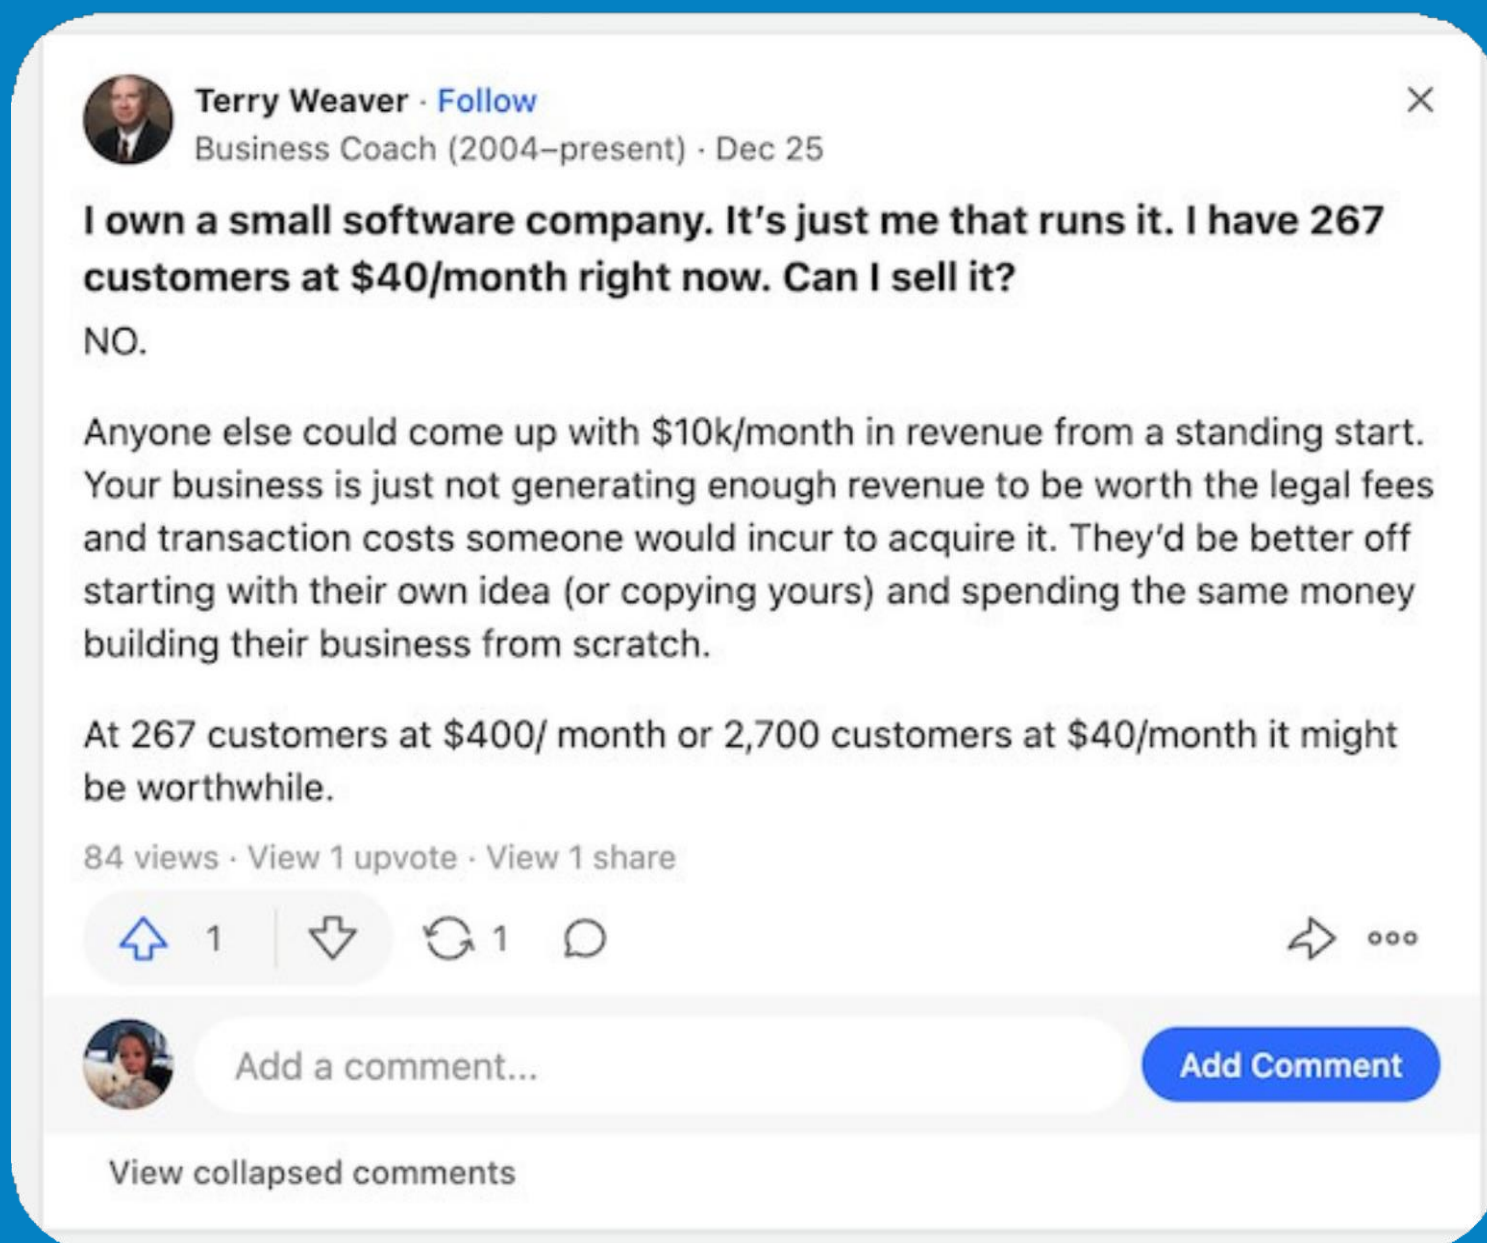 Terry Weaver · Follow
Business Coach (2004–present) · Dec 25
I own a small software company. It's just me that runs it. I have 267
customers at $40/month right now. Can I sell it?
NO.
Anyone else could come up with $10k/month in revenue from a standing start.
Your business is just not generating enough revenue to be worth the legal fees
and transaction costs someone would incur to acquire it. They'd be better off
starting with their own idea (or copying yours) and spending the same money
building their business from scratch.
At 267 customers at $400/ month or 2,700 customers at $40/month it might
be worthwhile.
84 views · View 1 upvote · View 1 share
1 1
Add a comment... Add Comment
View collapsed comments